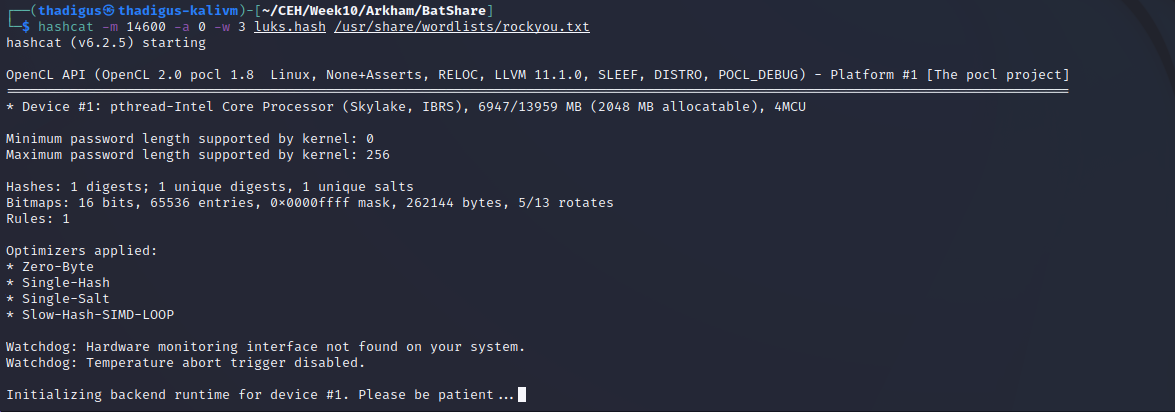 ┌──(thadigus㉿thadigus-kalivm)-[~/CEH/Week10/Arkham/BatShare]
└─$ hashcat -m 14600 -a 0 -w 3 luks.hash /usr/share/wordlists/rockyou.txt
hashcat (v6.2.5) starting

OpenCL API (OpenCL 2.0 pocl 1.8  Linux, None+Asserts, RELOC, LLVM 11.1.0, SLEEF, DISTRO, POCL_DEBUG) - Platform #1 [The pocl project]
=====================================================================================================================================
* Device #1: pthread-Intel Core Processor (Skylake, IBRS), 6947/13959 MB (2048 MB allocatable), 4MCU

Minimum password length supported by kernel: 0
Maximum password length supported by kernel: 256

Hashes: 1 digests; 1 unique digests, 1 unique salts
Bitmaps: 16 bits, 65536 entries, 0x0000ffff mask, 262144 bytes, 5/13 rotates
Rules: 1

Optimizers applied:
* Zero-Byte
* Single-Hash
* Single-Salt
* Slow-Hash-SIMD-LOOP

Watchdog: Hardware monitoring interface not found on your system.
Watchdog: Temperature abort trigger disabled.

Initializing backend runtime for device #1. Please be patient...